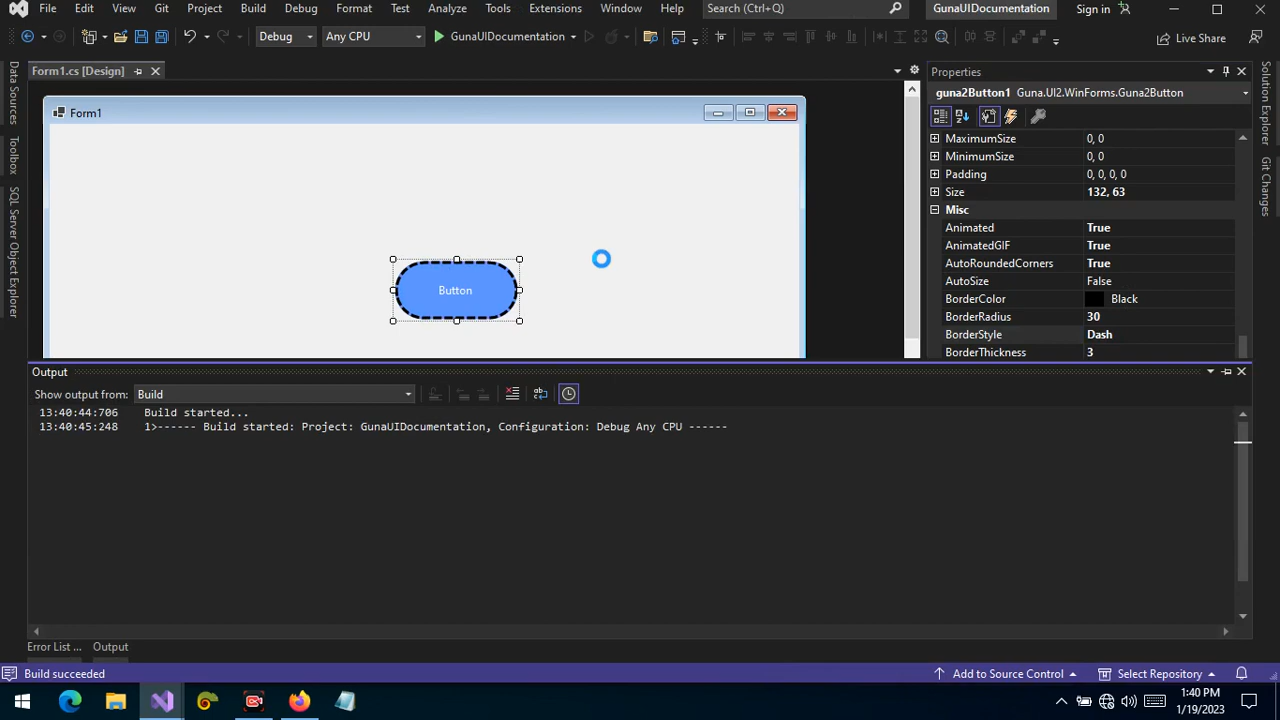 File Edit View Git Project Build Debug Format Test Analyze Tools Extensions Window Help Search (Ctrl+Q) GunaUIDocumentation Sign in
Debug Any CPU GunaUIDocumentation Live Share
Form1.cs [Design]
Data Sources
Toolbox
SQL Server Object Explorer
Form1
Button
Properties
guna2Button1 Guna.UI2.WinForms.Guna2Button
MaximumSize 0, 0
MinimumSize 0, 0
Padding 0, 0, 0, 0
Size 132, 63
Misc
Animated True
AnimatedGIF True
AutoRoundedCorners True
AutoSize False
BorderColor Black
BorderRadius 30
BorderStyle Dash
BorderThickness 3
Solution Explorer
Git Changes
Output
Show output from: Build
13:40:44:706 Build started...
13:40:45:248 1>------ Build started: Project: GunaUIDocumentation, Configuration: Debug Any CPU ------
Error List ... Output
Build succeeded Add to Source Control Select Repository
1:40 PM
1/19/2023